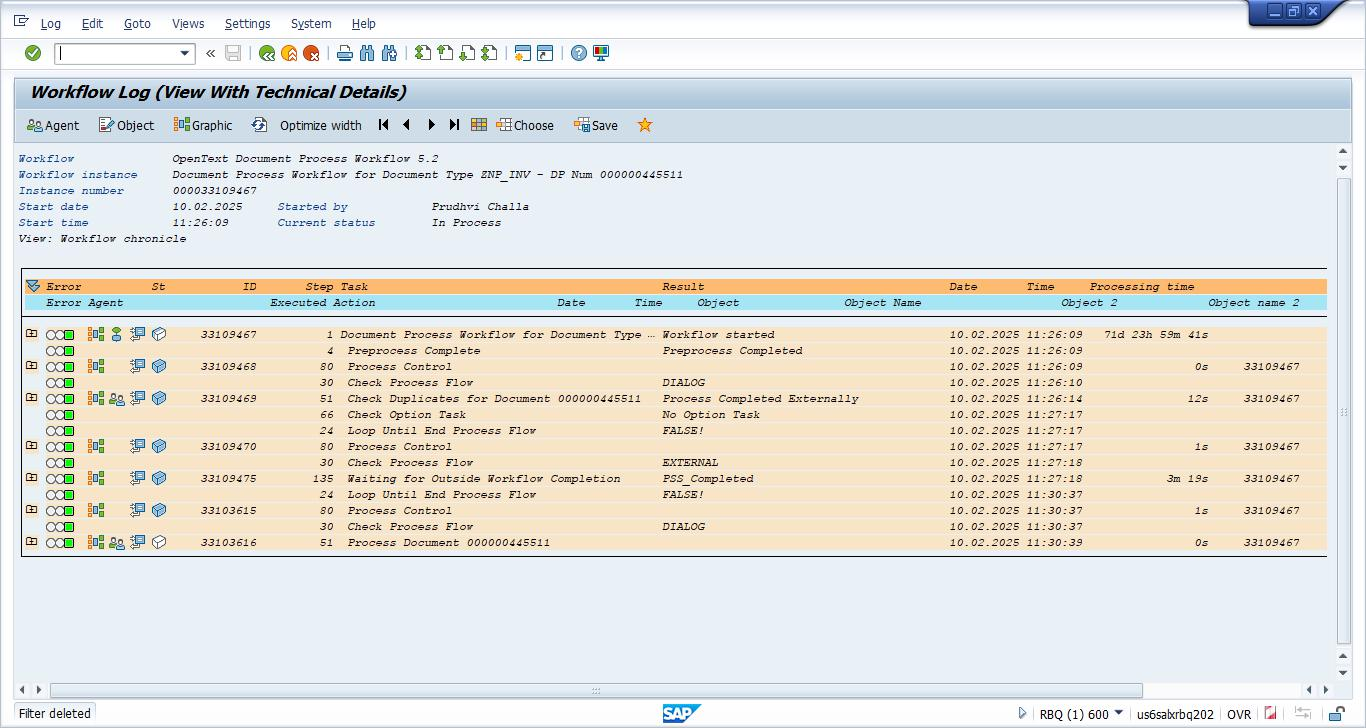 Log Edit Goto Views Settings System Help
Workflow Log (View With Technical Details)
Agent Object Graphic Optimize width Choose Save
Workflow OpenText Document Process Workflow 5.2
Workflow instance Document Process Workflow for Document Type ZNP_INV - DP Num 000000445511
Instance number 000033109467
Start date 10.02.2025 Started by Prudhvi Challa
Start time 11:26:09 Current status In Process
View: Workflow chronicle
Error St ID Step Task Result Date Time Processing time
Error Agent Executed Action Date Time Object Object Name Object 2 Object name 2
33109467 1 Document Process Workflow for Document Type … Workflow started 10.02.2025 11:26:09 71d 23h 59m 41s
4 Preprocess Complete Preprocess Completed 10.02.2025 11:26:09
33109468 80 Process Control 10.02.2025 11:26:09 0s 33109467
30 Check Process Flow DIALOG 10.02.2025 11:26:10
33109469 51 Check Duplicates for Document 000000445511 Process Completed Externally 10.02.2025 11:26:14 12s 33109467
66 Check Option Task No Option Task 10.02.2025 11:27:17
24 Loop Until End Process Flow FALSE! 10.02.2025 11:27:17
33109470 80 Process Control 10.02.2025 11:27:17 1s 33109467
30 Check Process Flow EXTERNAL 10.02.2025 11:27:18
33109475 135 Waiting for Outside Workflow Completion PSS_Completed 10.02.2025 11:27:18 3m 19s 33109467
24 Loop Until End Process Flow FALSE! 10.02.2025 11:30:37
33103615 80 Process Control 10.02.2025 11:30:37 1s 33109467
30 Check Process Flow DIALOG 10.02.2025 11:30:37
33103616 51 Process Document 000000445511 10.02.2025 11:30:39 0s 33109467
Filter deleted SAP RBQ (1) 600 us6salxrbq202 OVR